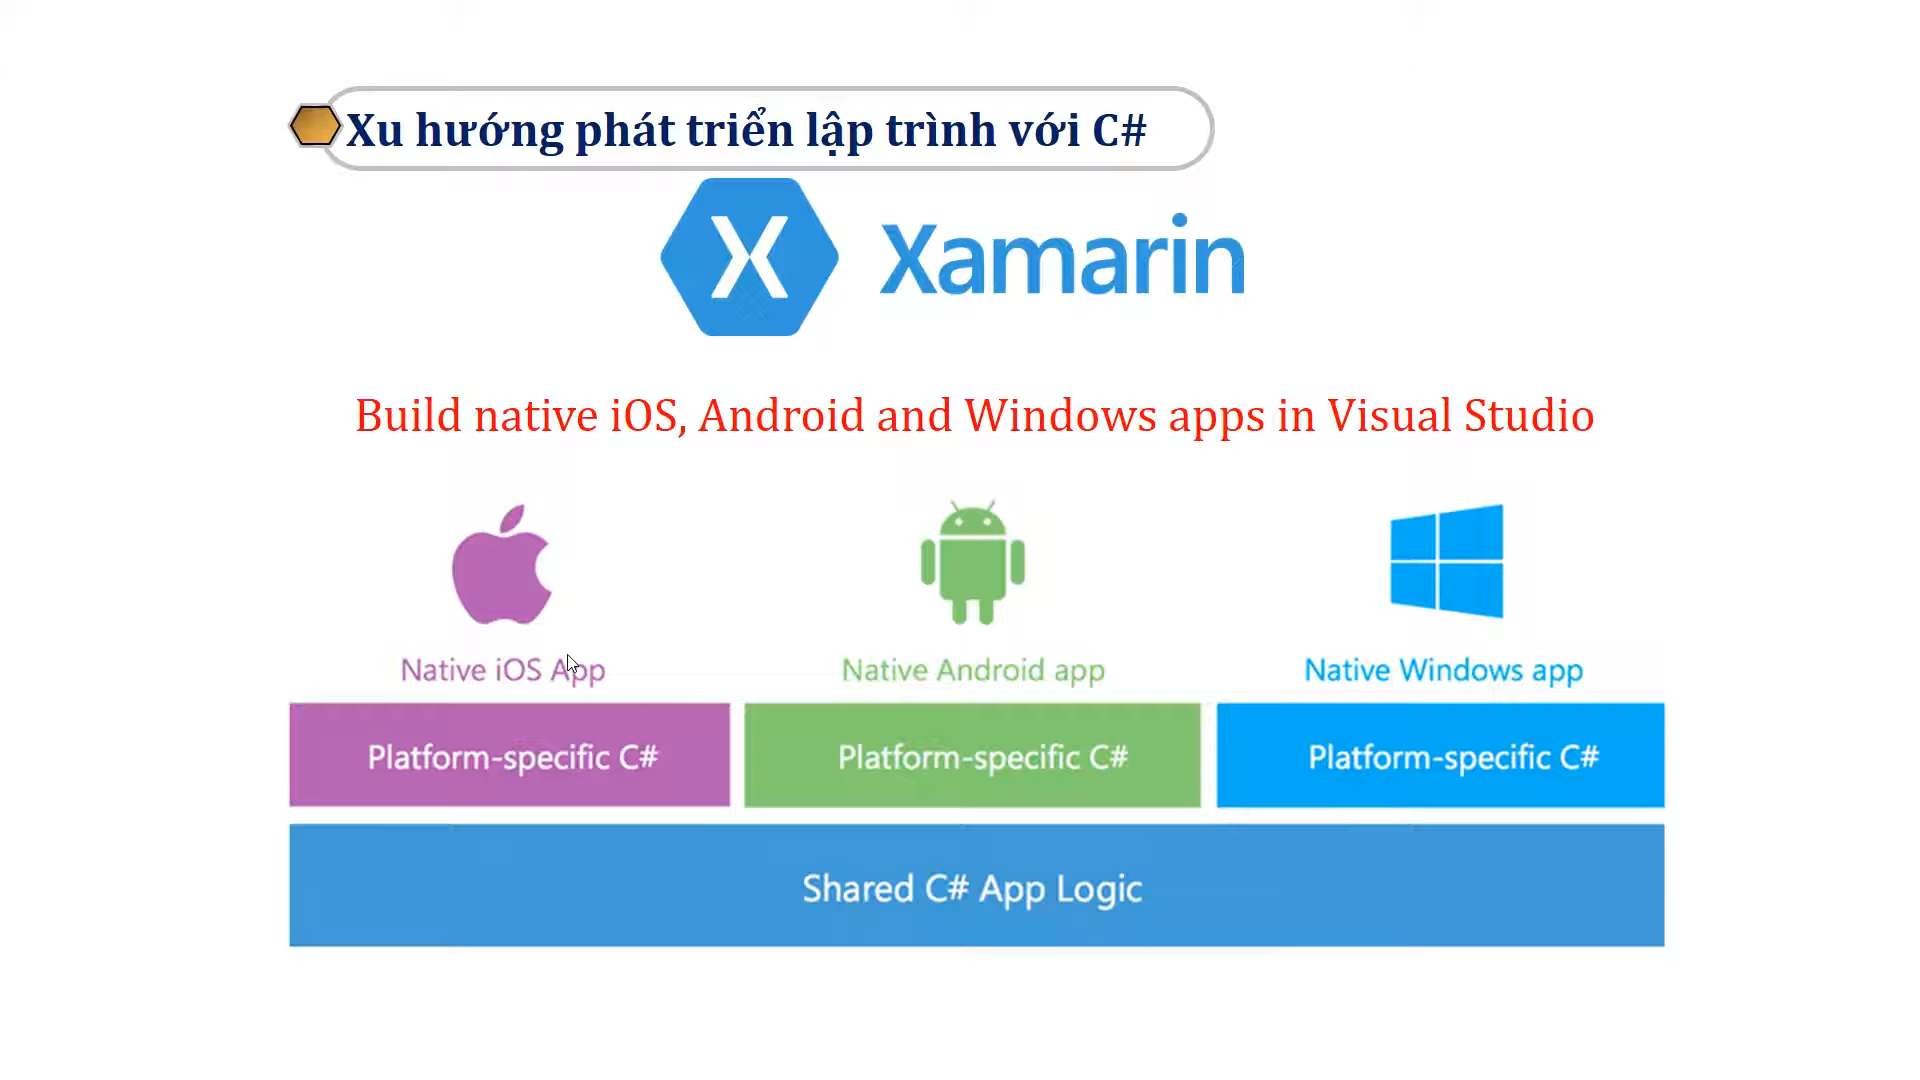 Xu hướng phát triển lập trình với C#
X Xamarin
Build native iOS, Android and Windows apps in Visual Studio
Native iOS App
Native Android app
Native Windows app
Platform-specific C#
Platform-specific C#
Platform-specific C#
Shared C# App Logic